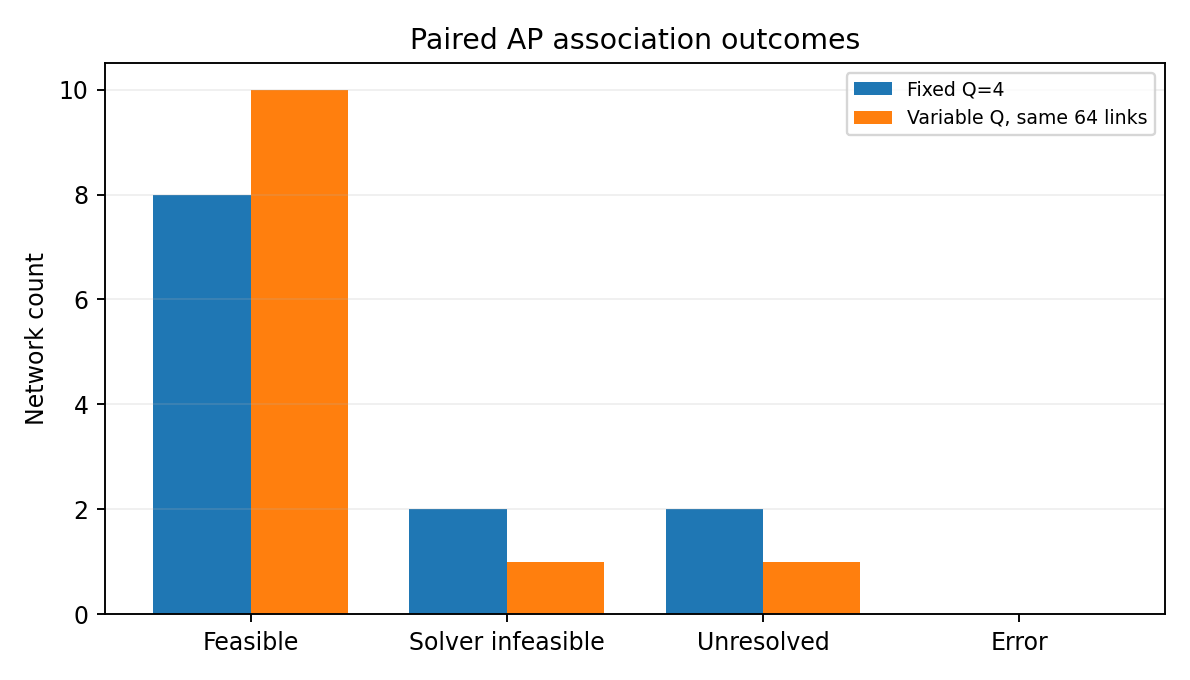 Paired AP association outcomes
Fixed Q=4
Variable Q, same 64 links
Network count
10
8
6
4
2
0
Feasible
Solver infeasible
Unresolved
Error